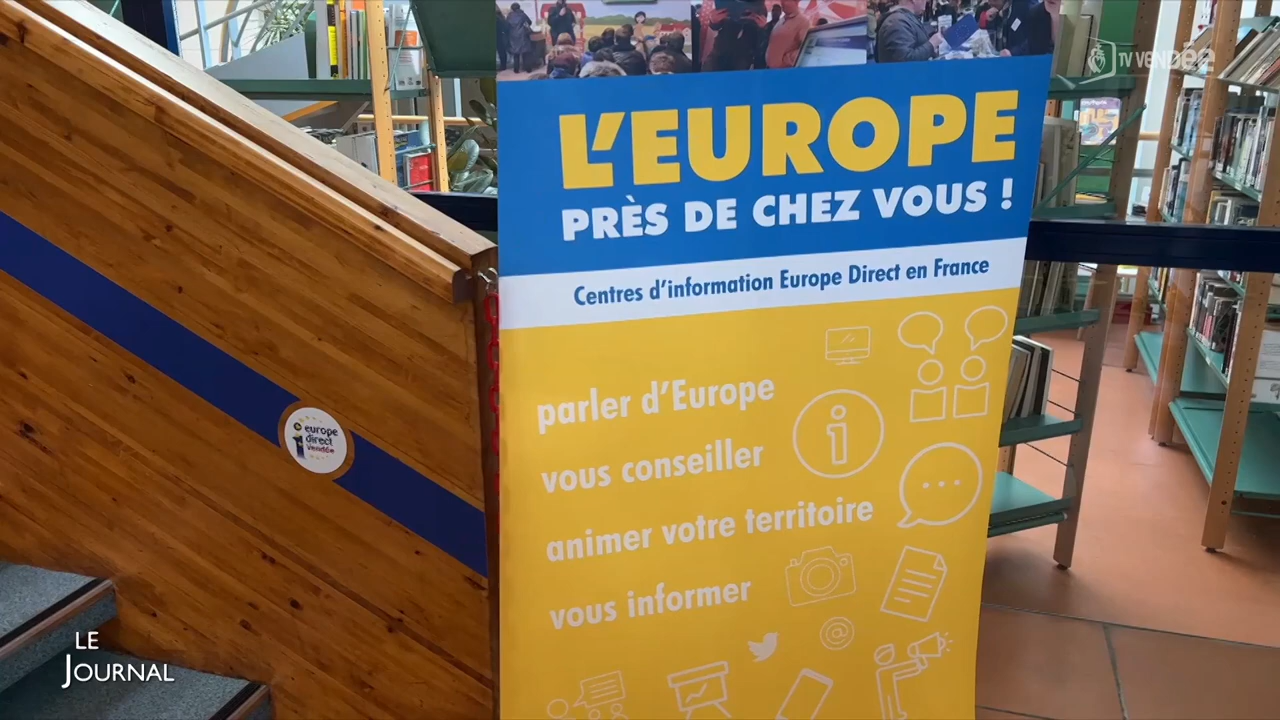 TV VENDÉE
L'EUROPE
PRÈS DE CHEZ VOUS !
Centres d'information Europe Direct en France
parler d'Europe
vous conseiller
animer votre territoire
vous informer
europe
direct
vendée
LE
JOURNAL